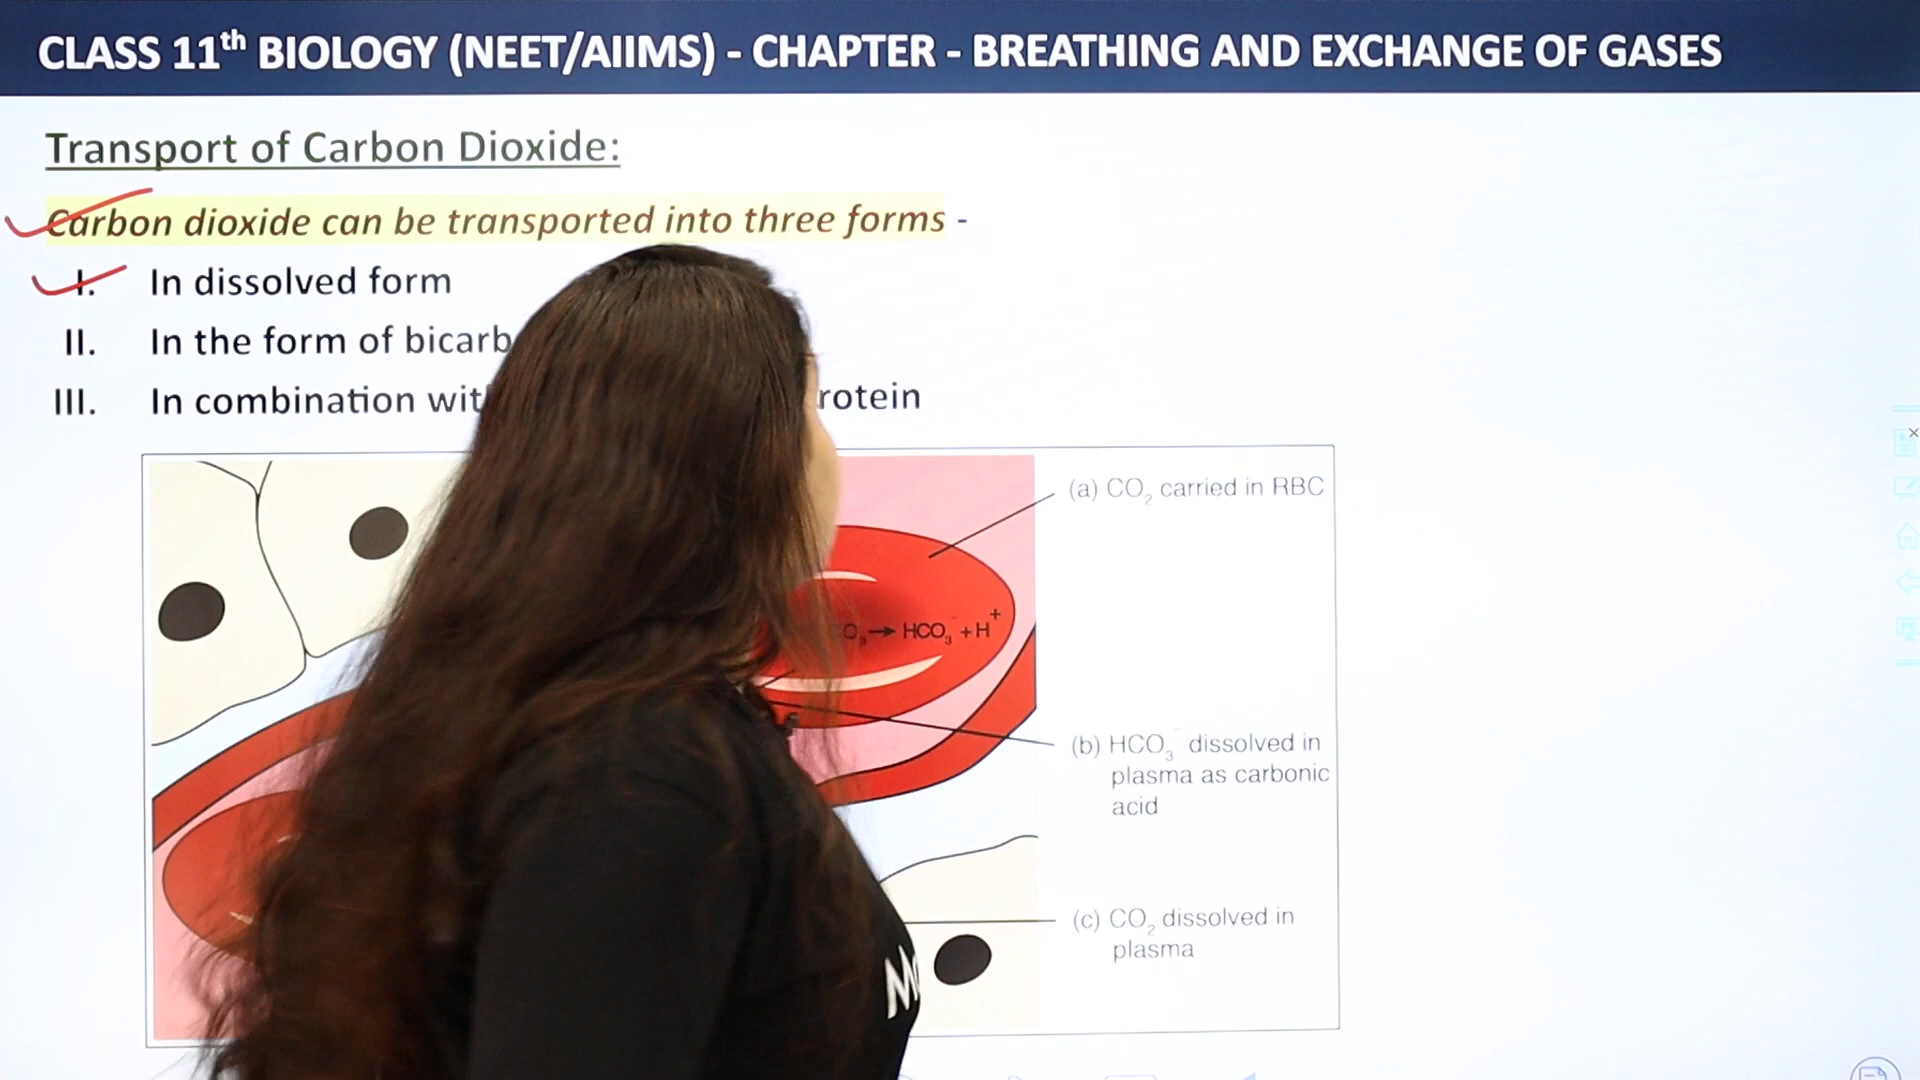 CLASS 11th BIOLOGY (NEET/AIIMS) - CHAPTER - BREATHING AND EXCHANGE OF GASES
Transport of Carbon Dioxide:
Carbon dioxide can be transported into three forms -
I. In dissolved form
II. In the form of bicarb
III. In combination wit rotein
(a) CO₂ carried in RBC
O₃ → HCO₃⁻ + H⁺
(b) HCO₃⁻ dissolved in
plasma as carbonic
acid
(c) CO₂ dissolved in
plasma